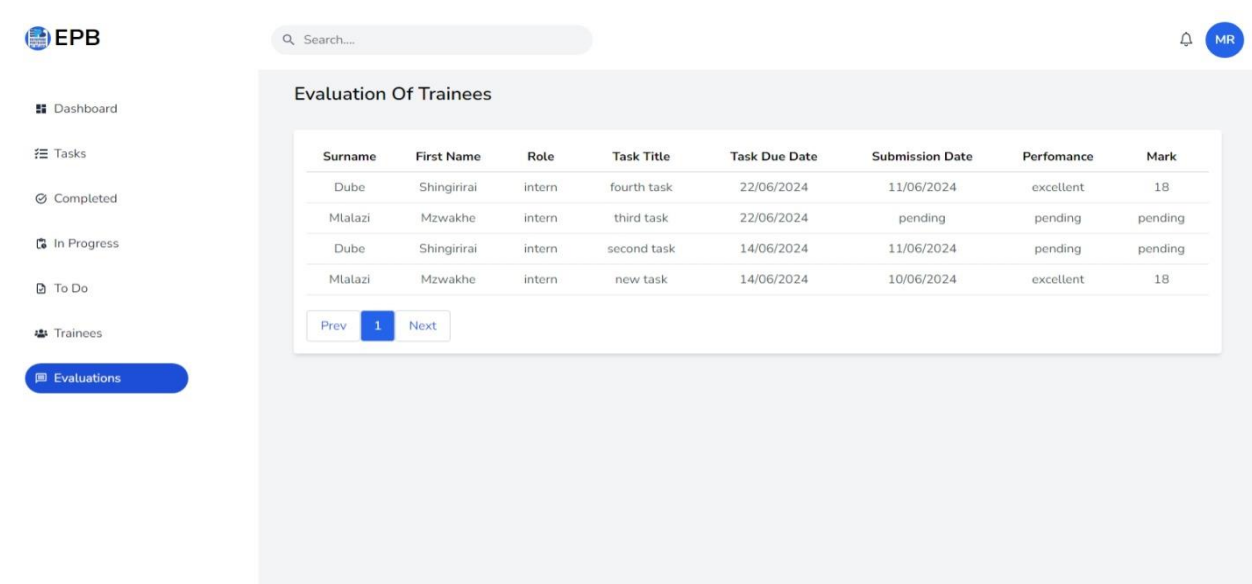 EPB
Search....
MR
Dashboard
Tasks
Completed
In Progress
To Do
Trainees
Evaluations
Evaluation Of Trainees
Surname First Name Role Task Title Task Due Date Submission Date Perfomance Mark
Dube Shingirirai intern fourth task 22/06/2024 11/06/2024 excellent 18
Mlalazi Mzwakhe intern third task 22/06/2024 pending pending pending
Dube Shingirirai intern second task 14/06/2024 11/06/2024 pending pending
Mlalazi Mzwakhe intern new task 14/06/2024 10/06/2024 excellent 18
Prev 1 Next